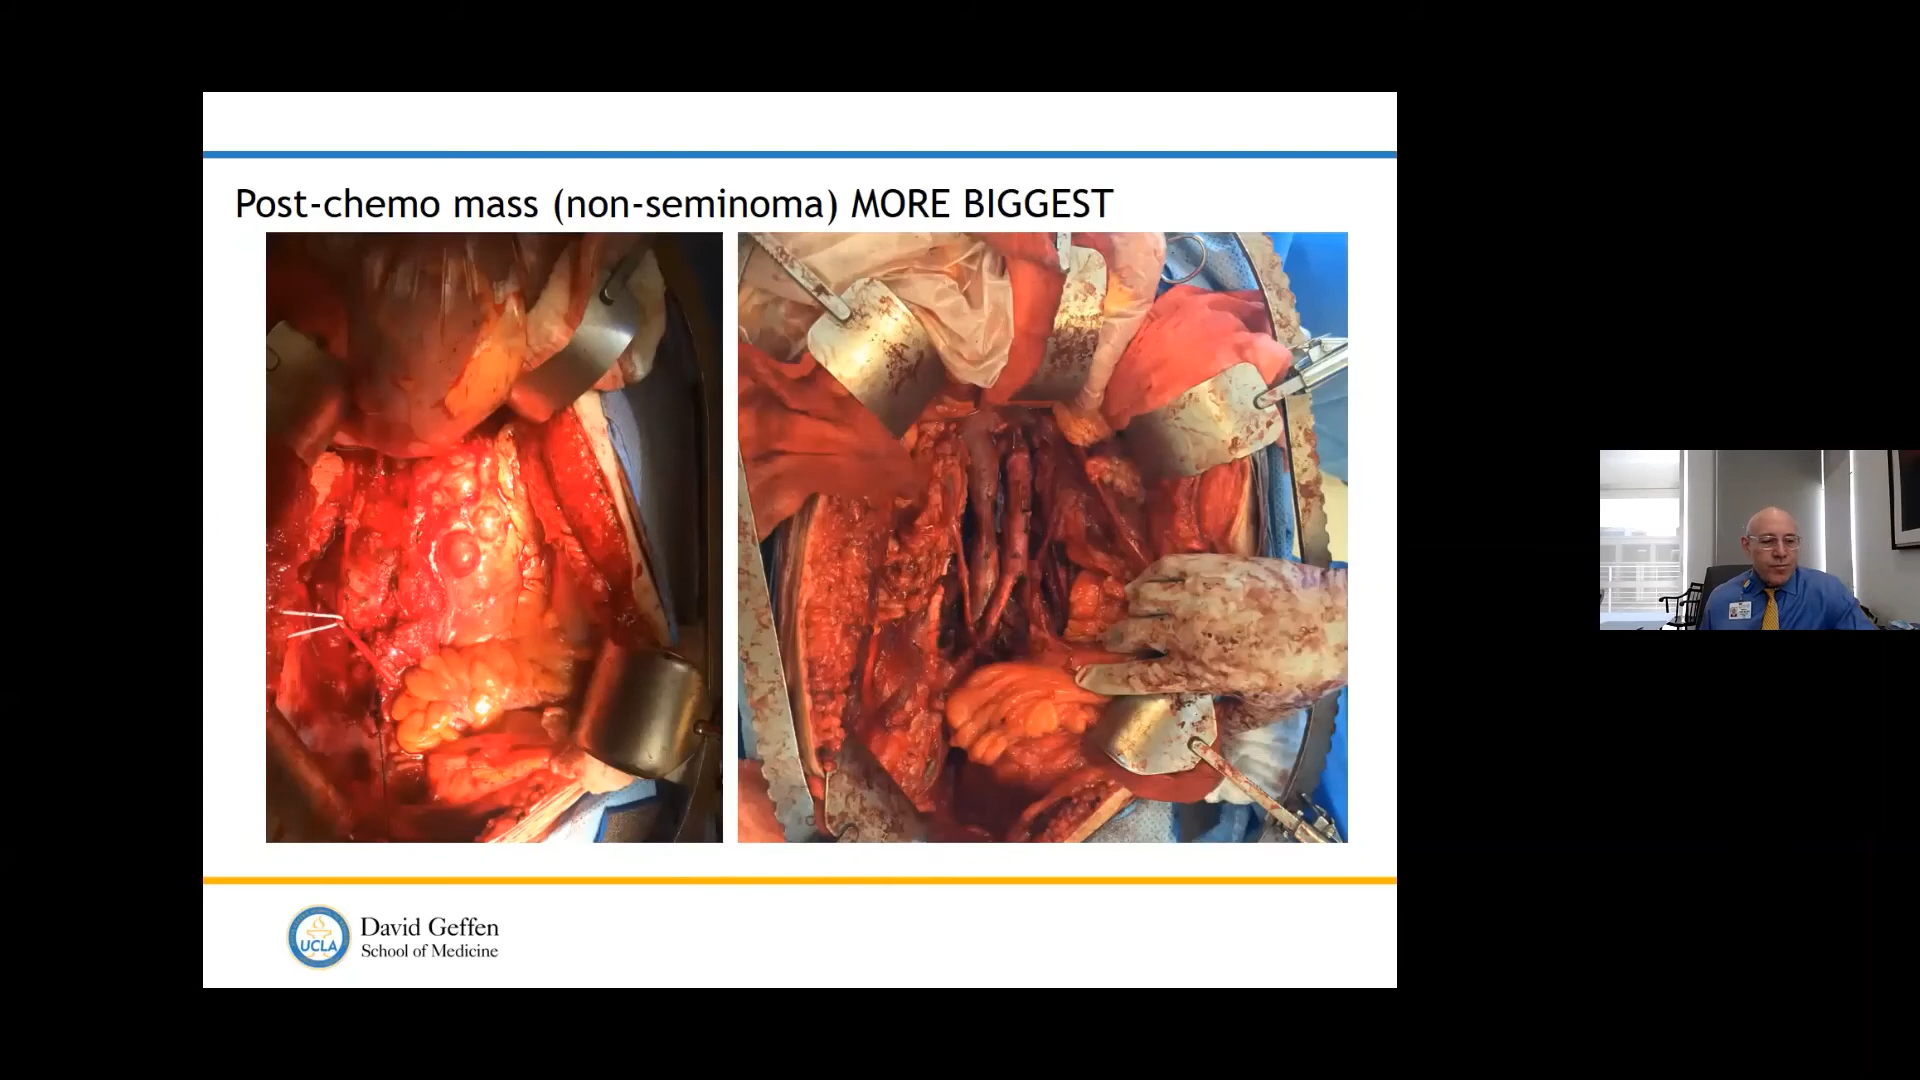 Post-chemo mass (non-seminoma) MORE BIGGEST
UCLA
David Geffen
School of Medicine